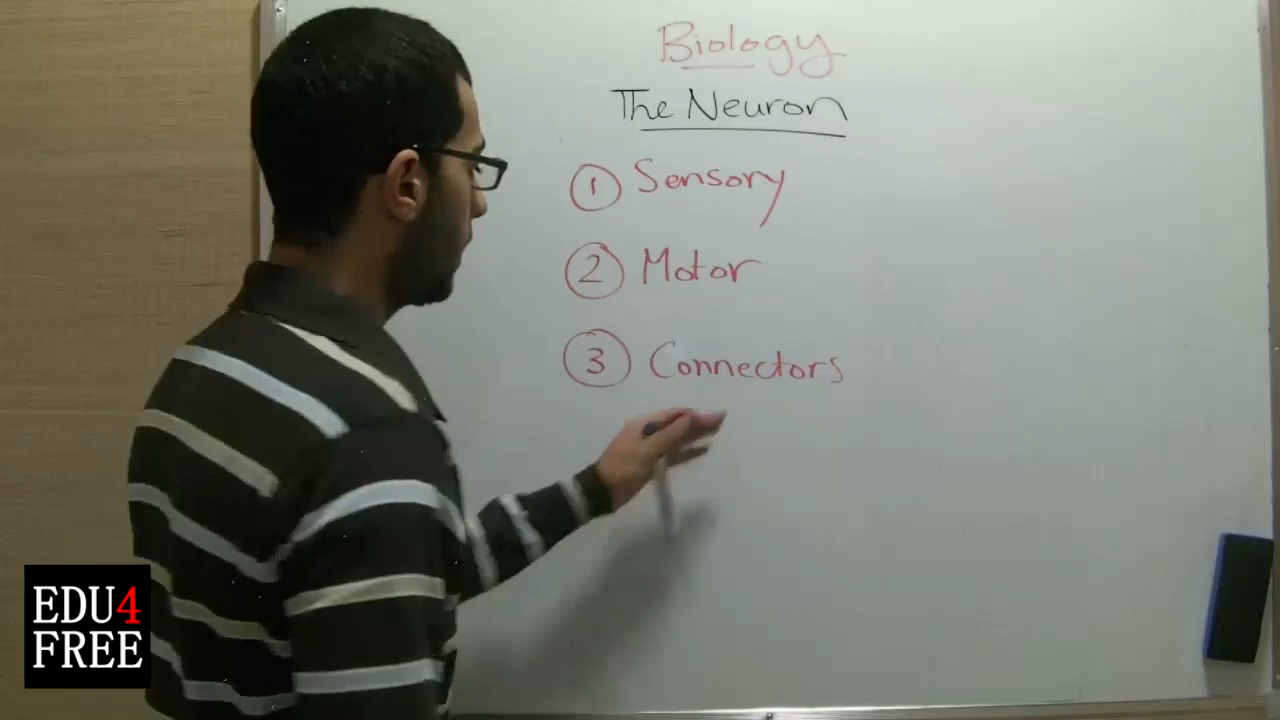 Biology
The Neuron
1 Sensory
2 Motor
3 Connectors
EDU4
FREE